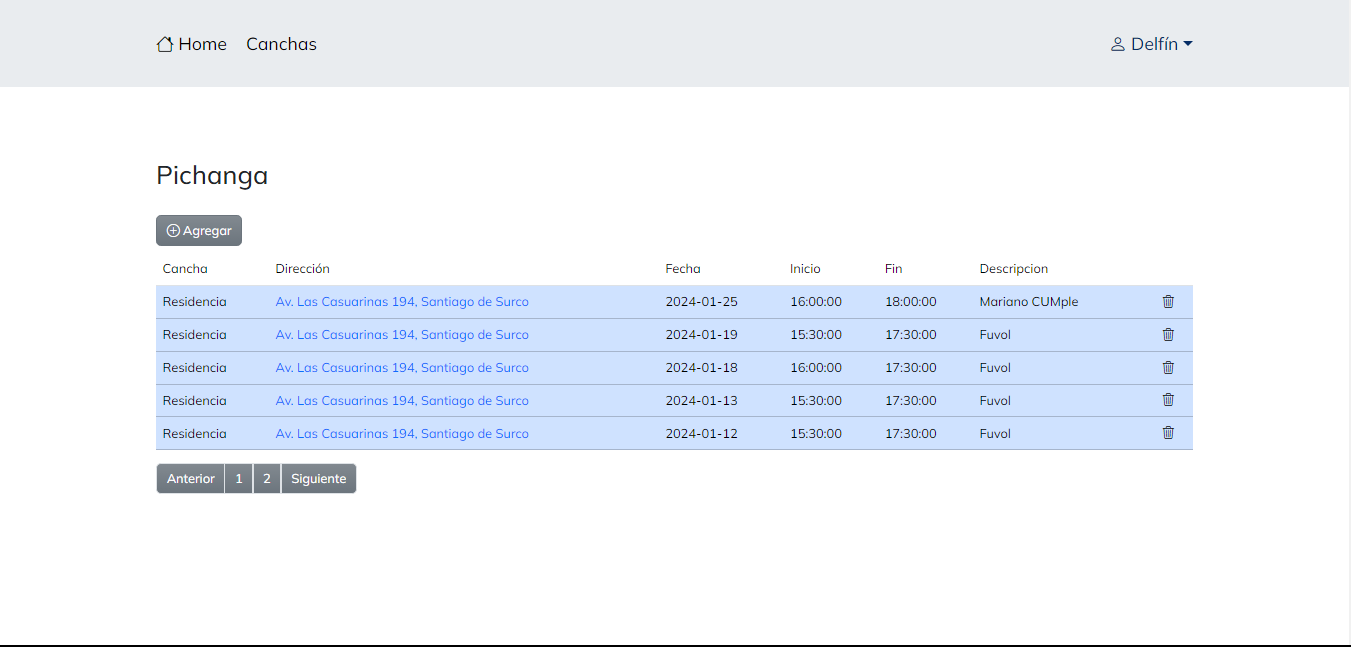 Home Canchas Delfín
Pichanga
Agregar
Cancha Dirección Fecha Inicio Fin Descripcion
Residencia Av. Las Casuarinas 194, Santiago de Surco 2024-01-25 16:00:00 18:00:00 Mariano CUMple
Residencia Av. Las Casuarinas 194, Santiago de Surco 2024-01-19 15:30:00 17:30:00 Fuvol
Residencia Av. Las Casuarinas 194, Santiago de Surco 2024-01-18 16:00:00 17:30:00 Fuvol
Residencia Av. Las Casuarinas 194, Santiago de Surco 2024-01-13 15:30:00 17:30:00 Fuvol
Residencia Av. Las Casuarinas 194, Santiago de Surco 2024-01-12 15:30:00 17:30:00 Fuvol
Anterior 1 2 Siguiente